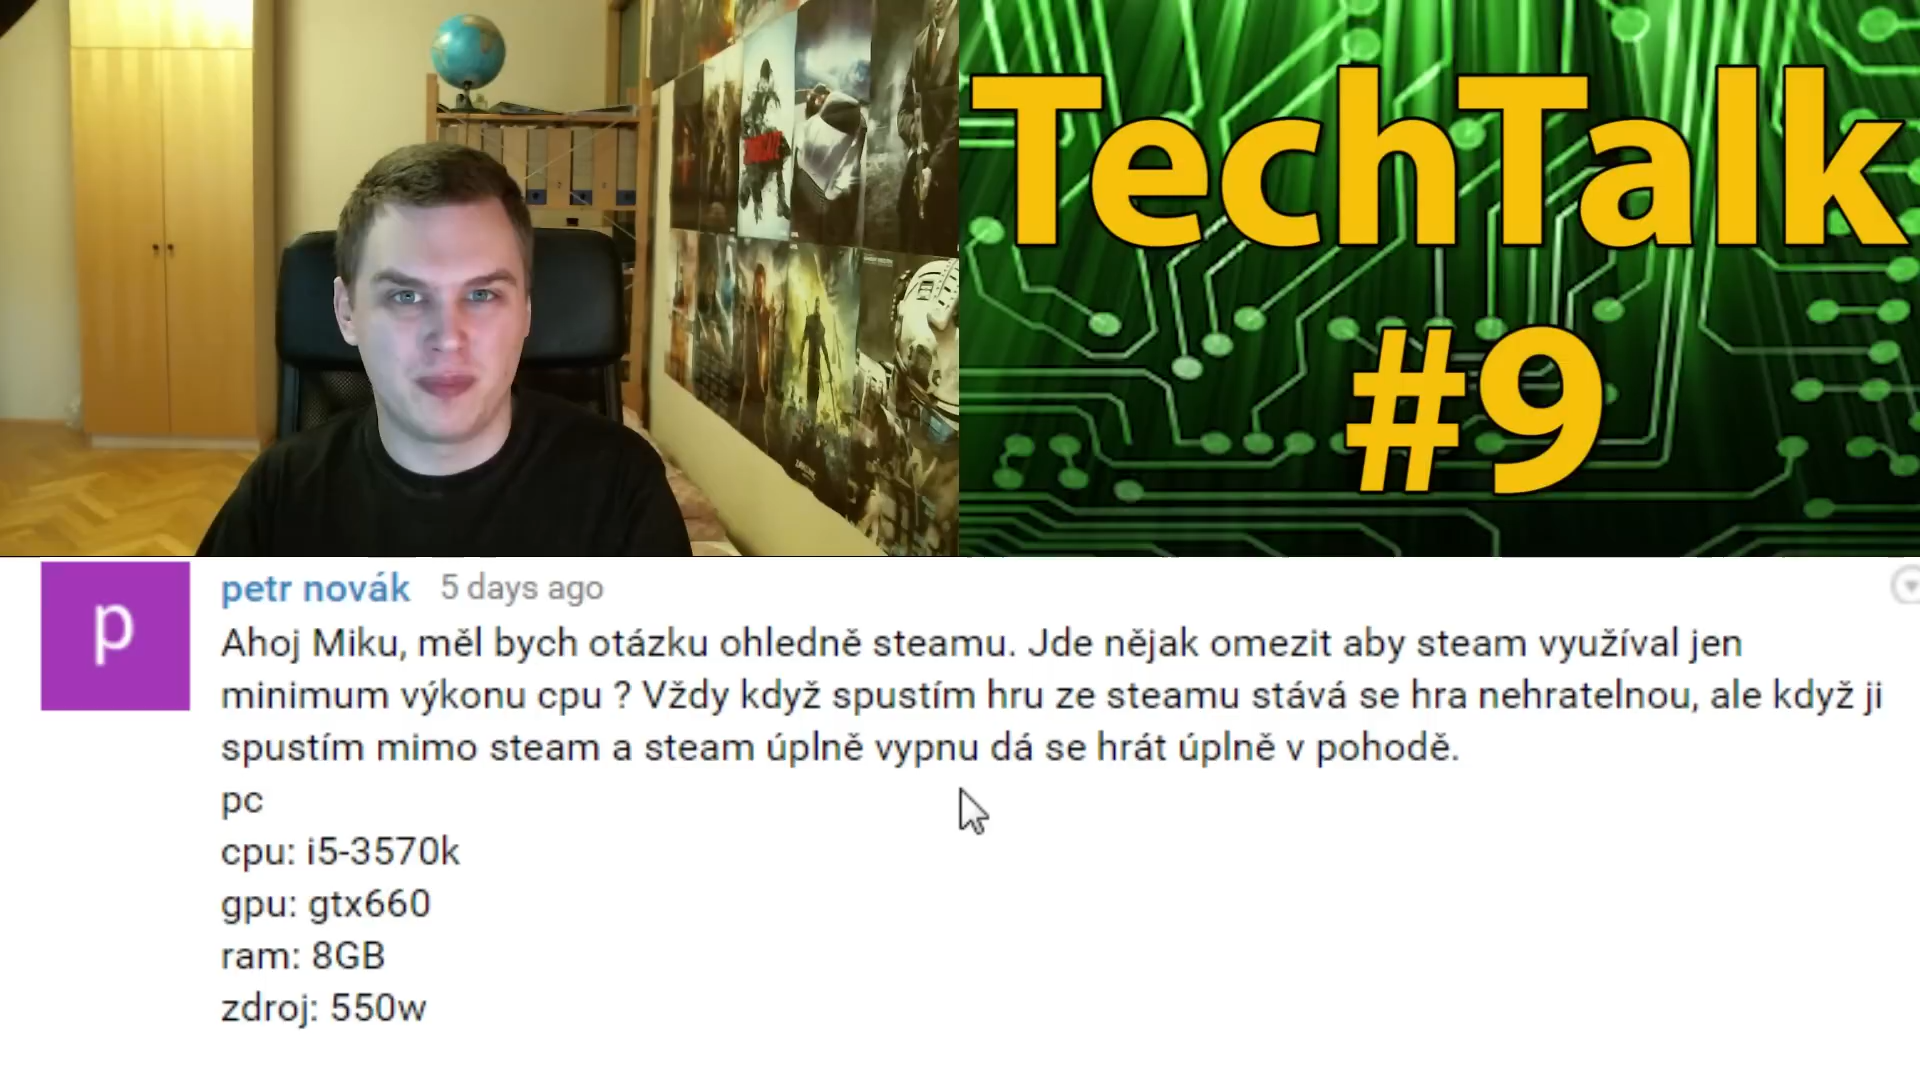 TechTalk
#9
p
petr novák 5 days ago
Ahoj Miku, měl bych otázku ohledně steamu. Jde nějak omezit aby steam využíval jen
minimum výkonu cpu ? Vždy když spustím hru ze steamu stává se hra nehratelnou, ale když ji
spustím mimo steam a steam úplně vypnu dá se hrát úplně v pohodě.
pc
cpu: i5-3570k
gpu: gtx660
ram: 8GB
zdroj: 550w